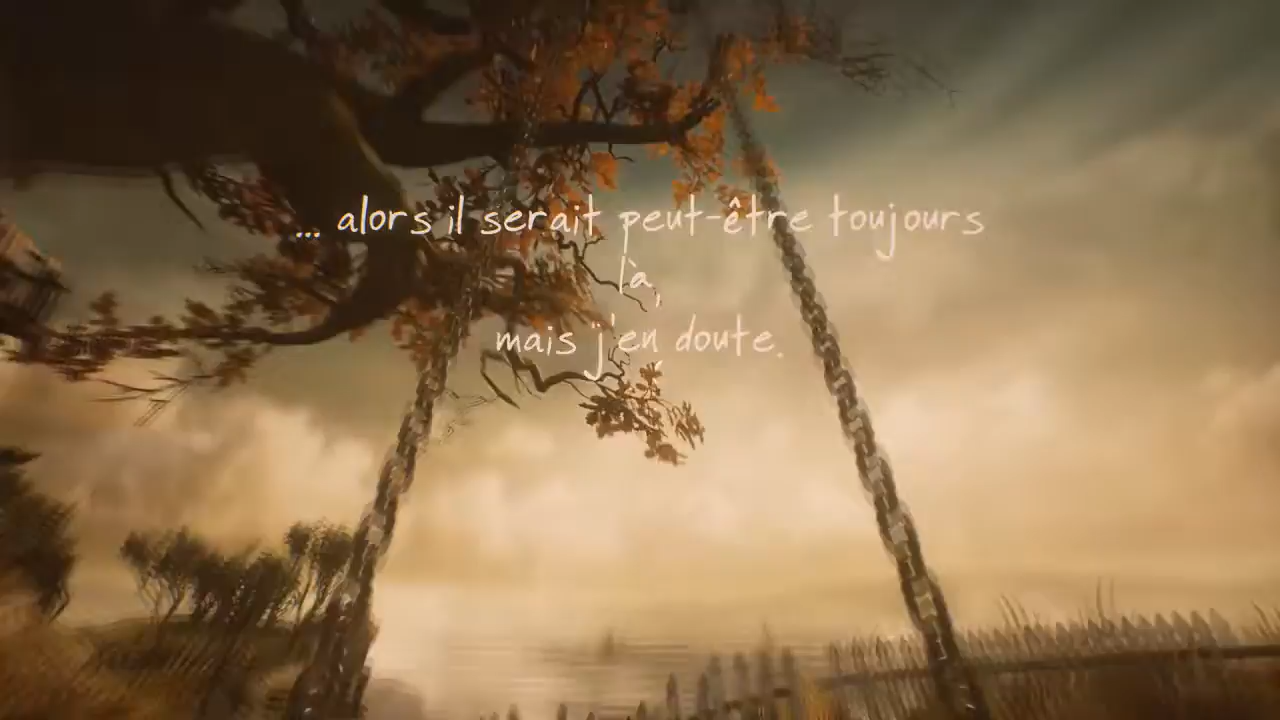 ... alors il serait peut-être toujours
là,
mais j'en doute.